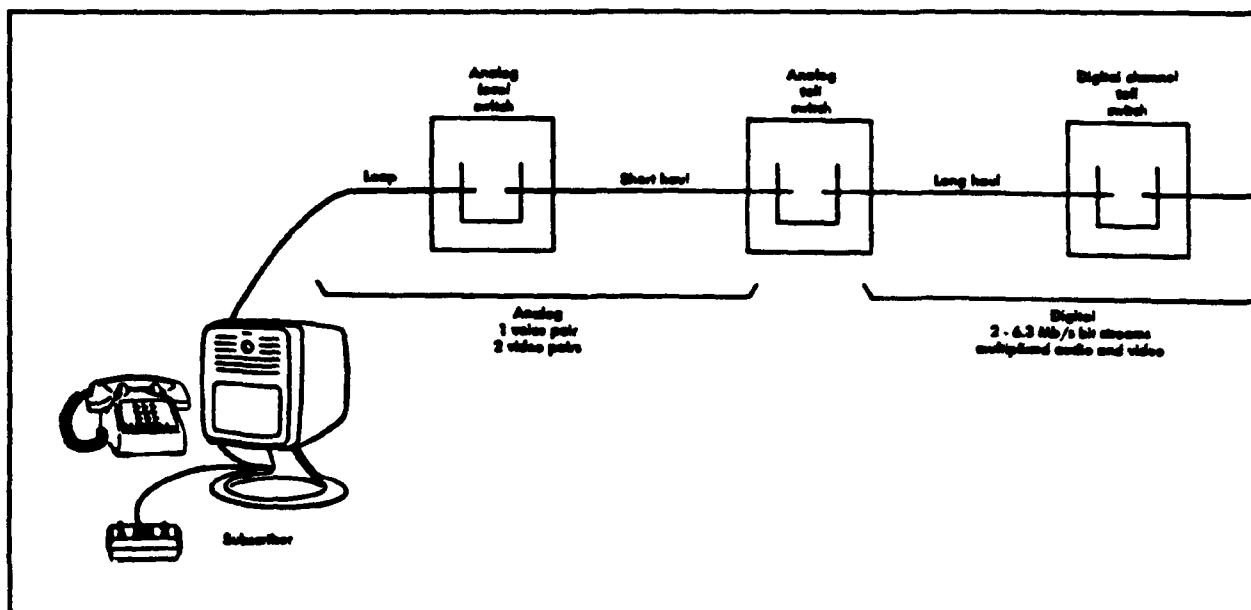 Analog
local
switch
Analog
toll
switch
Digital channel
toll
switch
Loop
Short haul
Long haul
Analog
1 voice pair
2 video pairs
Digital
2 - 6.3 Mb/s bit streams
multiplexed audio and video
Subscriber